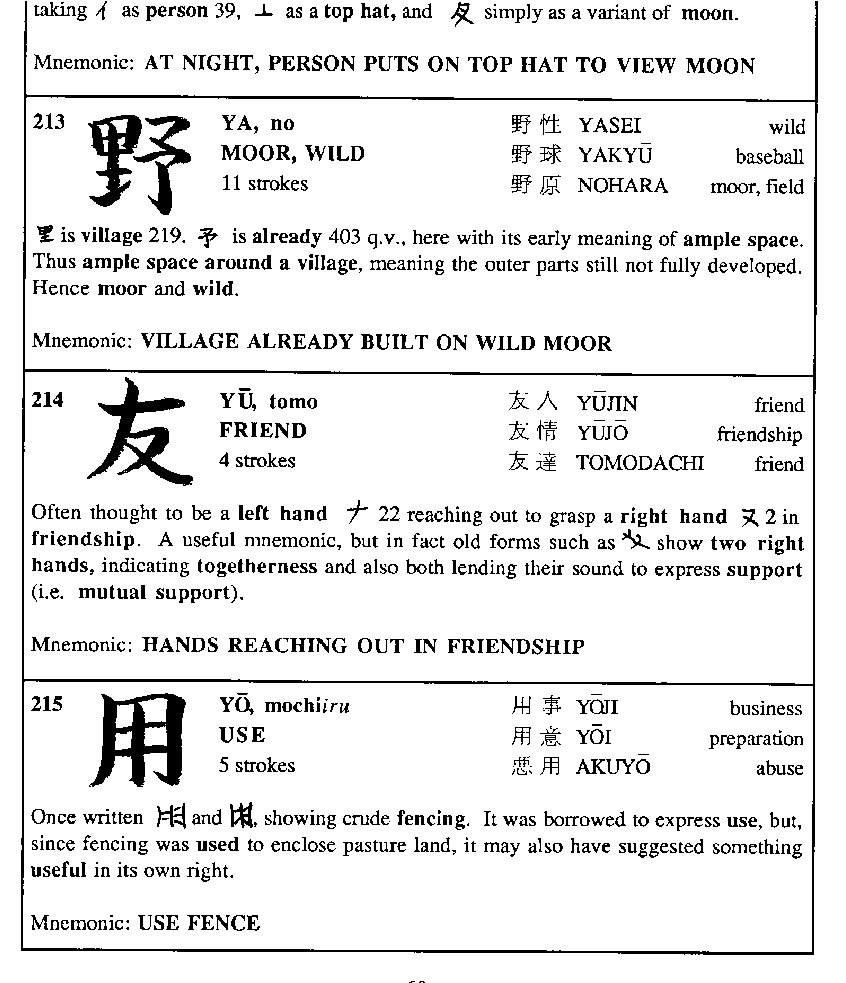 taking 亻 as person 39, 亠 as a top hat, and simply as a variant of moon.
Mnemonic: AT NIGHT, PERSON PUTS ON TOP HAT TO VIEW MOON
213 野 YA, no 野性 YASEI wild
MOOR, WILD 野球 YAKYŪ baseball
11 strokes 野原 NOHARA moor, field
里 is village 219. 予 is already 403 q.v., here with its early meaning of ample space.
Thus ample space around a village, meaning the outer parts still not fully developed.
Hence moor and wild.
Mnemonic: VILLAGE ALREADY BUILT ON WILD MOOR
214 友 YŪ, tomo 友人 YŪJIN friend
FRIEND 友情 YŪJŌ friendship
4 strokes 友達 TOMODACHI friend
Often thought to be a left hand ナ 22 reaching out to grasp a right hand 又 2 in
friendship. A useful mnemonic, but in fact old forms such as show two right
hands, indicating togetherness and also both lending their sound to express support
(i.e. mutual support).
Mnemonic: HANDS REACHING OUT IN FRIENDSHIP
215 用 YŌ, mochiiru 用事 YŌJI business
USE 用意 YŌI preparation
5 strokes 悪用 AKUYŌ abuse
Once written and , showing crude fencing. It was borrowed to express use, but,
since fencing was used to enclose pasture land, it may also have suggested something
useful in its own right.
Mnemonic: USE FENCE